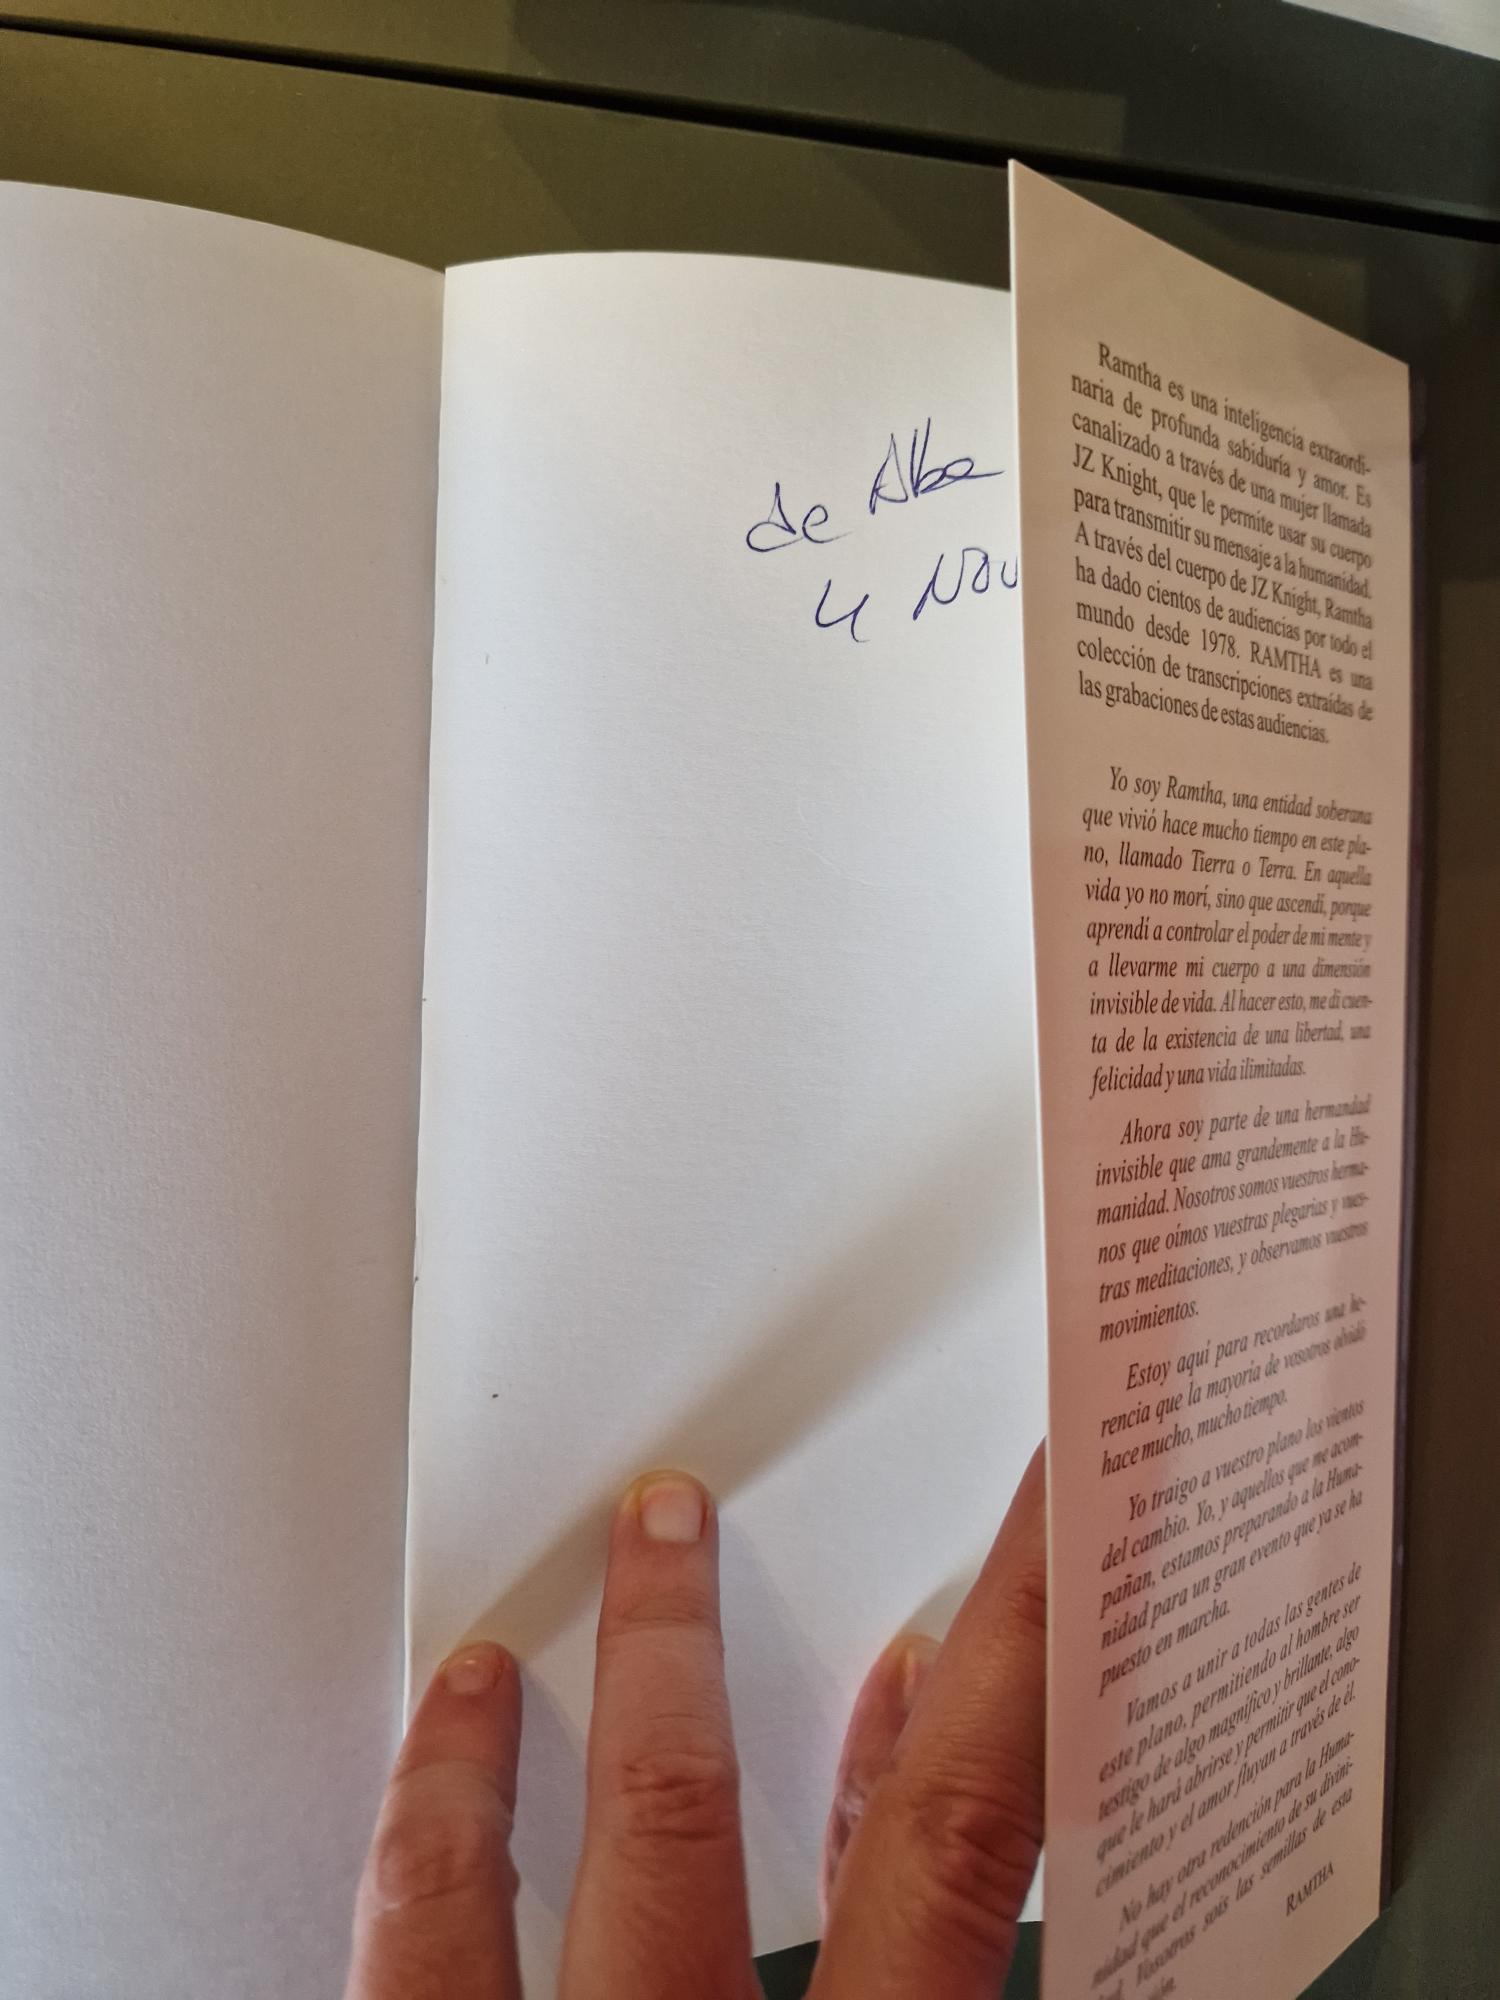 de Alba
4 Nov
Ramtha es una inteligencia extraordi-
naria de profunda sabiduría y amor. Es
canalizado a través de una mujer llamada
JZ Knight, que le permite usar su cuerpo
para transmitir su mensaje a la humanidad.
A través del cuerpo de JZ Knight, Ramtha
ha dado cientos de audiencias por todo el
mundo desde 1978. RAMTHA es una
colección de transcripciones extraídas de
las grabaciones de estas audiencias.
Yo soy Ramtha, una entidad soberana
que vivió hace mucho tiempo en este pla-
no, llamado Tierra o Terra. En aquella
vida yo no morí, sino que ascendí, porque
aprendí a controlar el poder de mi mente y
a llevarme mi cuerpo a una dimensión
invisible de vida. Al hacer esto, me di cuen-
ta de la existencia de una libertad, una
felicidad y una vida ilimitadas.
Ahora soy parte de una hermandad
invisible que ama grandemente a la Hu-
manidad. Nosotros somos vuestros herma-
nos que oímos vuestras plegarias y vues-
tras meditaciones, y observamos vuestros
movimientos.
Estoy aquí para recordaros una he-
rencia que la mayoría de vosotros olvidó
hace mucho, mucho tiempo.
Yo traigo a vuestro plano los vientos
del cambio. Yo, y aquellos que me acom-
pañan, estamos preparando a la Huma-
nidad para un gran evento que ya se ha
puesto en marcha.
Vamos a unir a todas las gentes de
este plano, permitiendo al hombre ser
testigo de algo magnífico y brillante, algo
que le hará abrirse y permitir que el cono-
cimiento y el amor fluyan a través de él.
No hay otra redención para la Huma-
nidad que el reconocimiento de su divini-
Vosotros sois las semillas de esta
RAMTHA